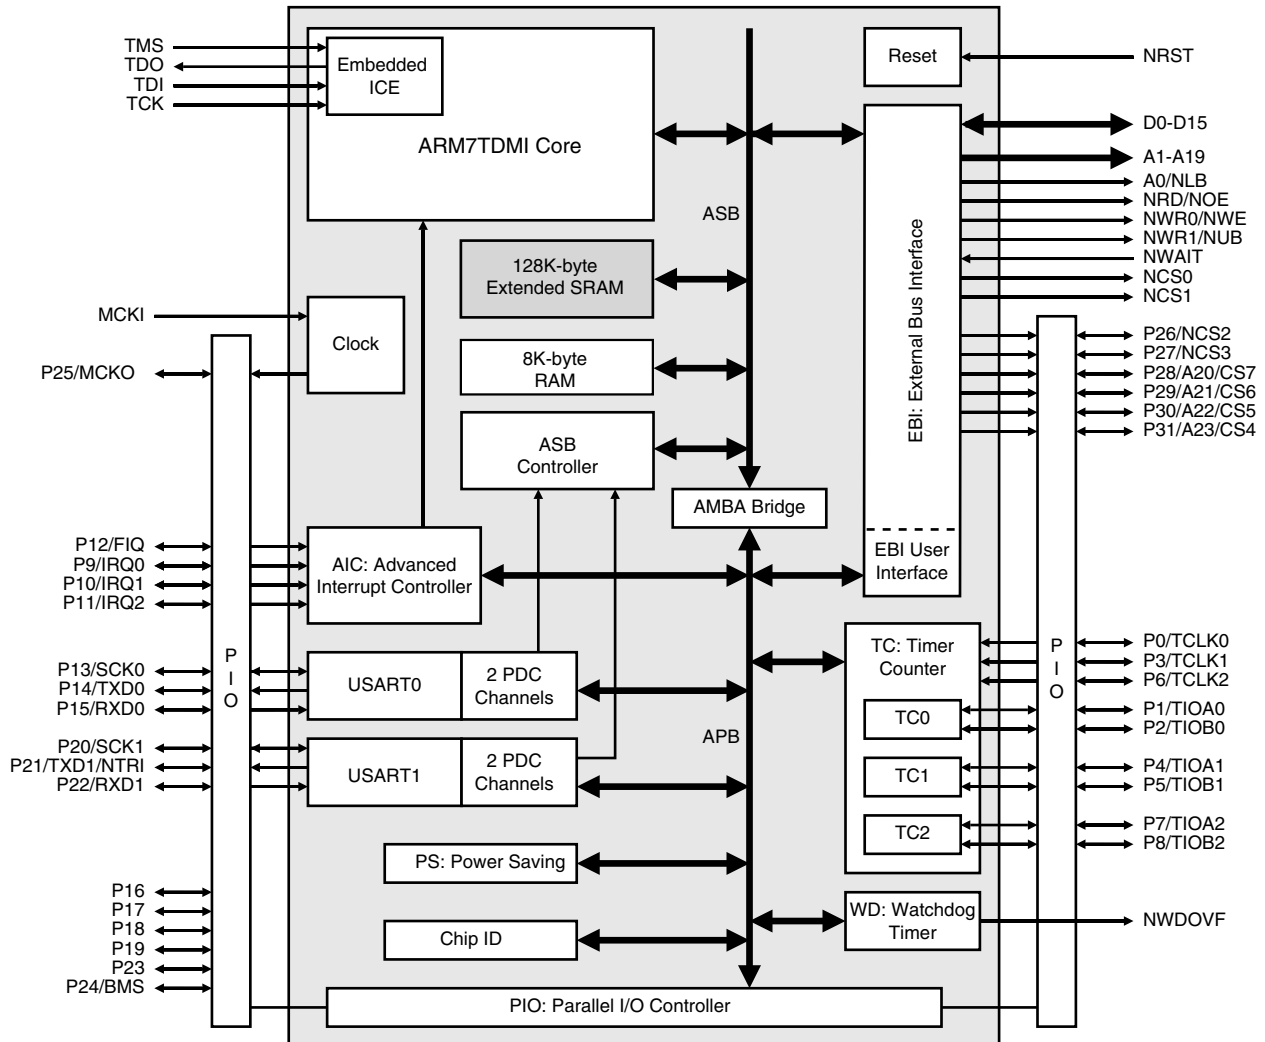 TMS
TDO
TDI
TCK
Embedded
ICE
ARM7TDMI Core
Reset
NRST
D0-D15
A1-A19
A0/NLB
NRD/NOE
NWR0/NWE
NWR1/NUB
NWAIT
NCS0
NCS1
ASB
EBI: External Bus Interface
128K-byte
Extended SRAM
MCKI
Clock
P25/MCKO
8K-byte
RAM
P26/NCS2
P27/NCS3
P28/A20/CS7
P29/A21/CS6
P30/A22/CS5
P31/A23/CS4
ASB
Controller
AMBA Bridge
EBI User
Interface
P12/FIQ
P9/IRQ0
P10/IRQ1
P11/IRQ2
AIC: Advanced
Interrupt Controller
P
I
O
P13/SCK0
P14/TXD0
P15/RXD0
USART0
2 PDC
Channels
P20/SCK1
P21/TXD1/NTRI
P22/RXD1
USART1
2 PDC
Channels
APB
TC: Timer
Counter
TC0
TC1
TC2
P
I
O
P0/TCLK0
P3/TCLK1
P6/TCLK2
P1/TIOA0
P2/TIOB0
P4/TIOA1
P5/TIOB1
P7/TIOA2
P8/TIOB2
PS: Power Saving
P16
P17
P18
P19
P23
P24/BMS
Chip ID
WD: Watchdog
Timer
NWDOVF
PIO: Parallel I/O Controller